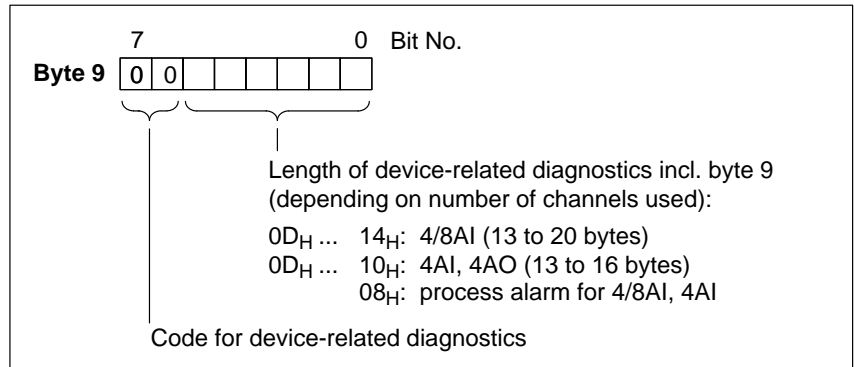 7 0 Bit No.
Byte 9 0 0
Length of device-related diagnostics incl. byte 9
(depending on number of channels used):
0DH ... 14H: 4/8AI (13 to 20 bytes)
0DH ... 10H: 4AI, 4AO (13 to 16 bytes)
08H: process alarm for 4/8AI, 4AI
Code for device-related diagnostics